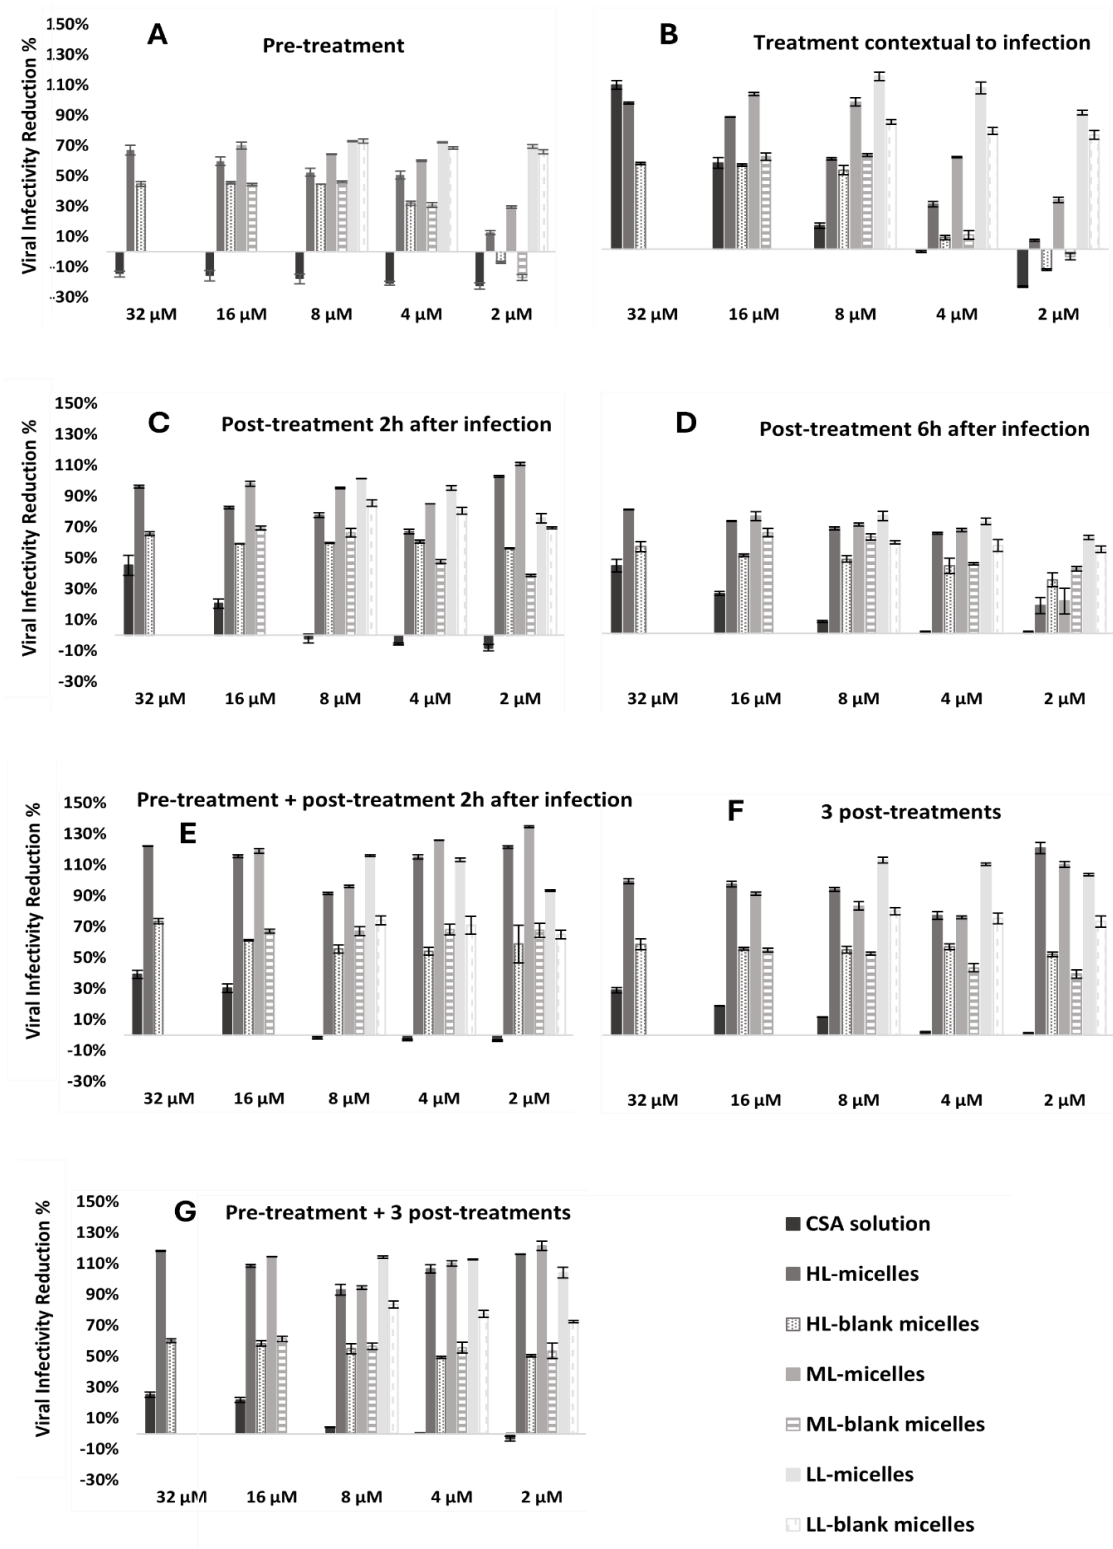 150%
130%
110%
90%
70%
50%
30%
10%
-10%
-30%
Viral Infectivity Reduction %
A
Pre-treatment
32 µM 16 µM 8 µM 4 µM 2 µM
B
Treatment contextual to infection
32 µM 16 µM 8 µM 4 µM 2 µM
150%
130%
110%
90%
70%
50%
30%
10%
-10%
-30%
Viral Infectivity Reduction %
C
Post-treatment 2h after infection
32 µM 16 µM 8 µM 4 µM 2 µM
D
Post-treatment 6h after infection
32 µM 16 µM 8 µM 4 µM 2 µM
150%
130%
110%
90%
70%
50%
30%
10%
-10%
-30%
Viral Infectivity Reduction %
Pre-treatment + post-treatment 2h after infection
E
32 µM 16 µM 8 µM 4 µM 2 µM
F
3 post-treatments
32 µM 16 µM 8 µM 4 µM 2 µM
150%
130%
110%
90%
70%
50%
30%
10%
-10%
-30%
Viral Infectivity Reduction %
G
Pre-treatment + 3 post-treatments
32 µM 16 µM 8 µM 4 µM 2 µM
CSA solution
HL-micelles
HL-blank micelles
ML-micelles
ML-blank micelles
LL-micelles
LL-blank micelles